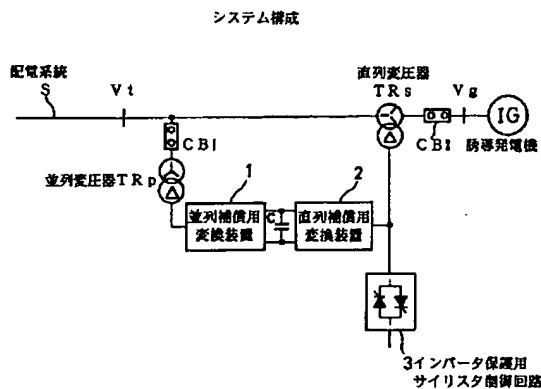 システム構成
配電系統
S
Vt
直列変圧器
TRs
Vg
IG
CB1
CB2
誘導発電機
並列変圧器TRp
1
2
並列補償用
変換装置
C
直列補償用
変換装置
3インバータ保護用
サイリスタ制御回路